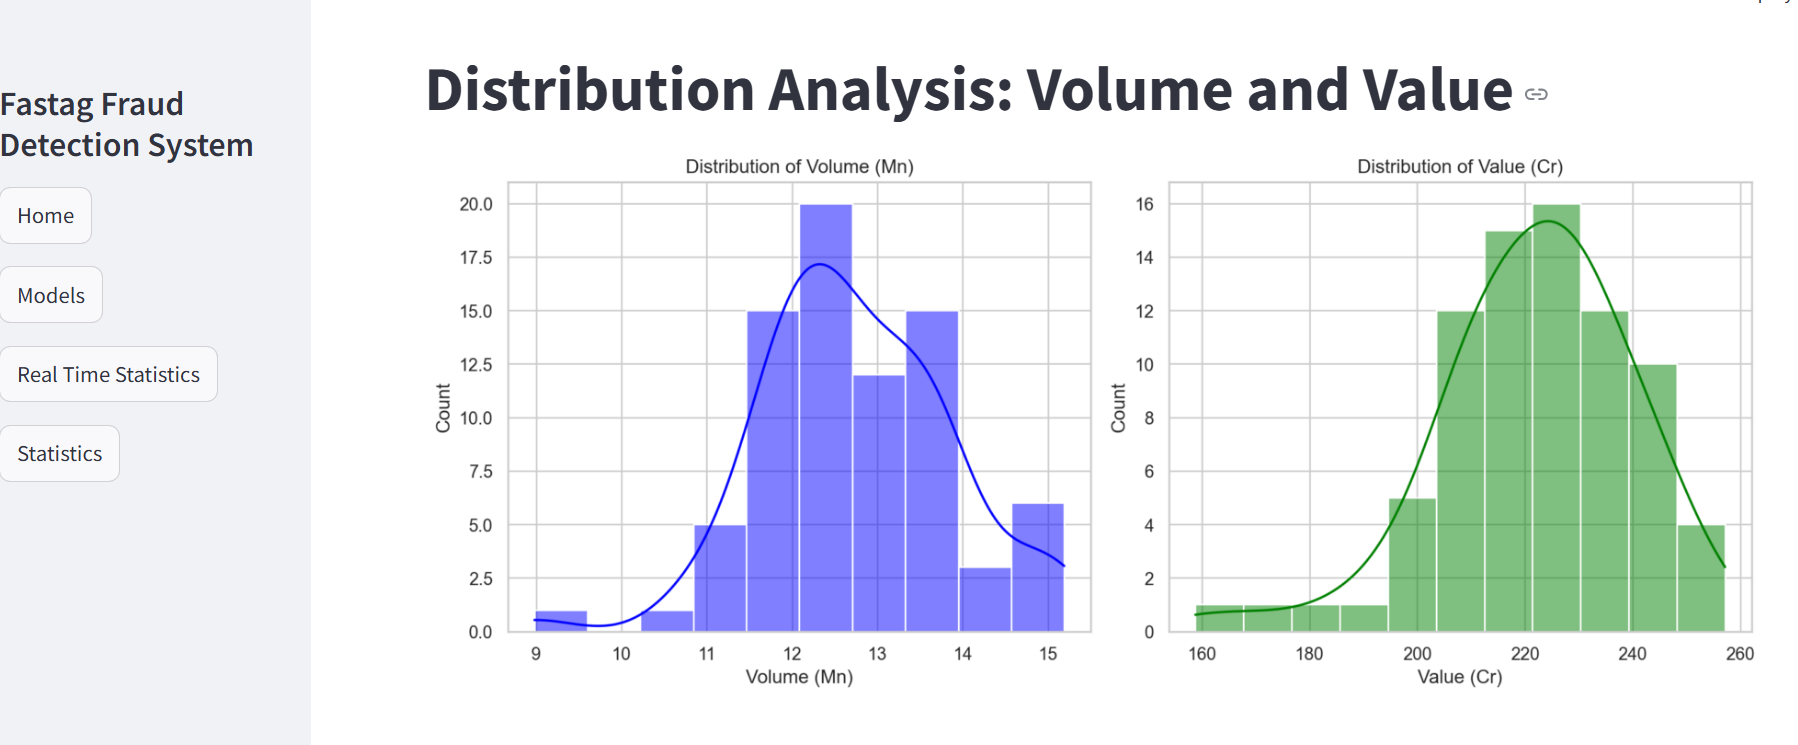 Fastag Fraud
Detection System
Home
Models
Real Time Statistics
Statistics
Distribution Analysis: Volume and Value
Distribution of Volume (Mn)
20.0
17.5
15.0
12.5
10.0
7.5
5.0
2.5
0.0
Count
9 10 11 12 13 14 15
Volume (Mn)
Distribution of Value (Cr)
16
14
12
10
8
6
4
2
0
Count
160 180 200 220 240 260
Value (Cr)